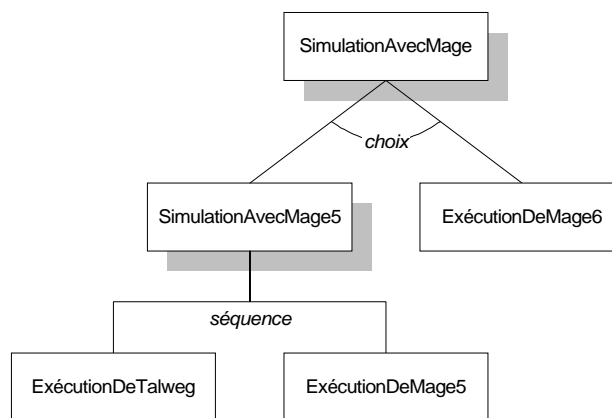 SimulationAvecMage
choix
SimulationAvecMage5
ExécutionDeMage6
séquence
ExécutionDeTalweg
ExécutionDeMage5